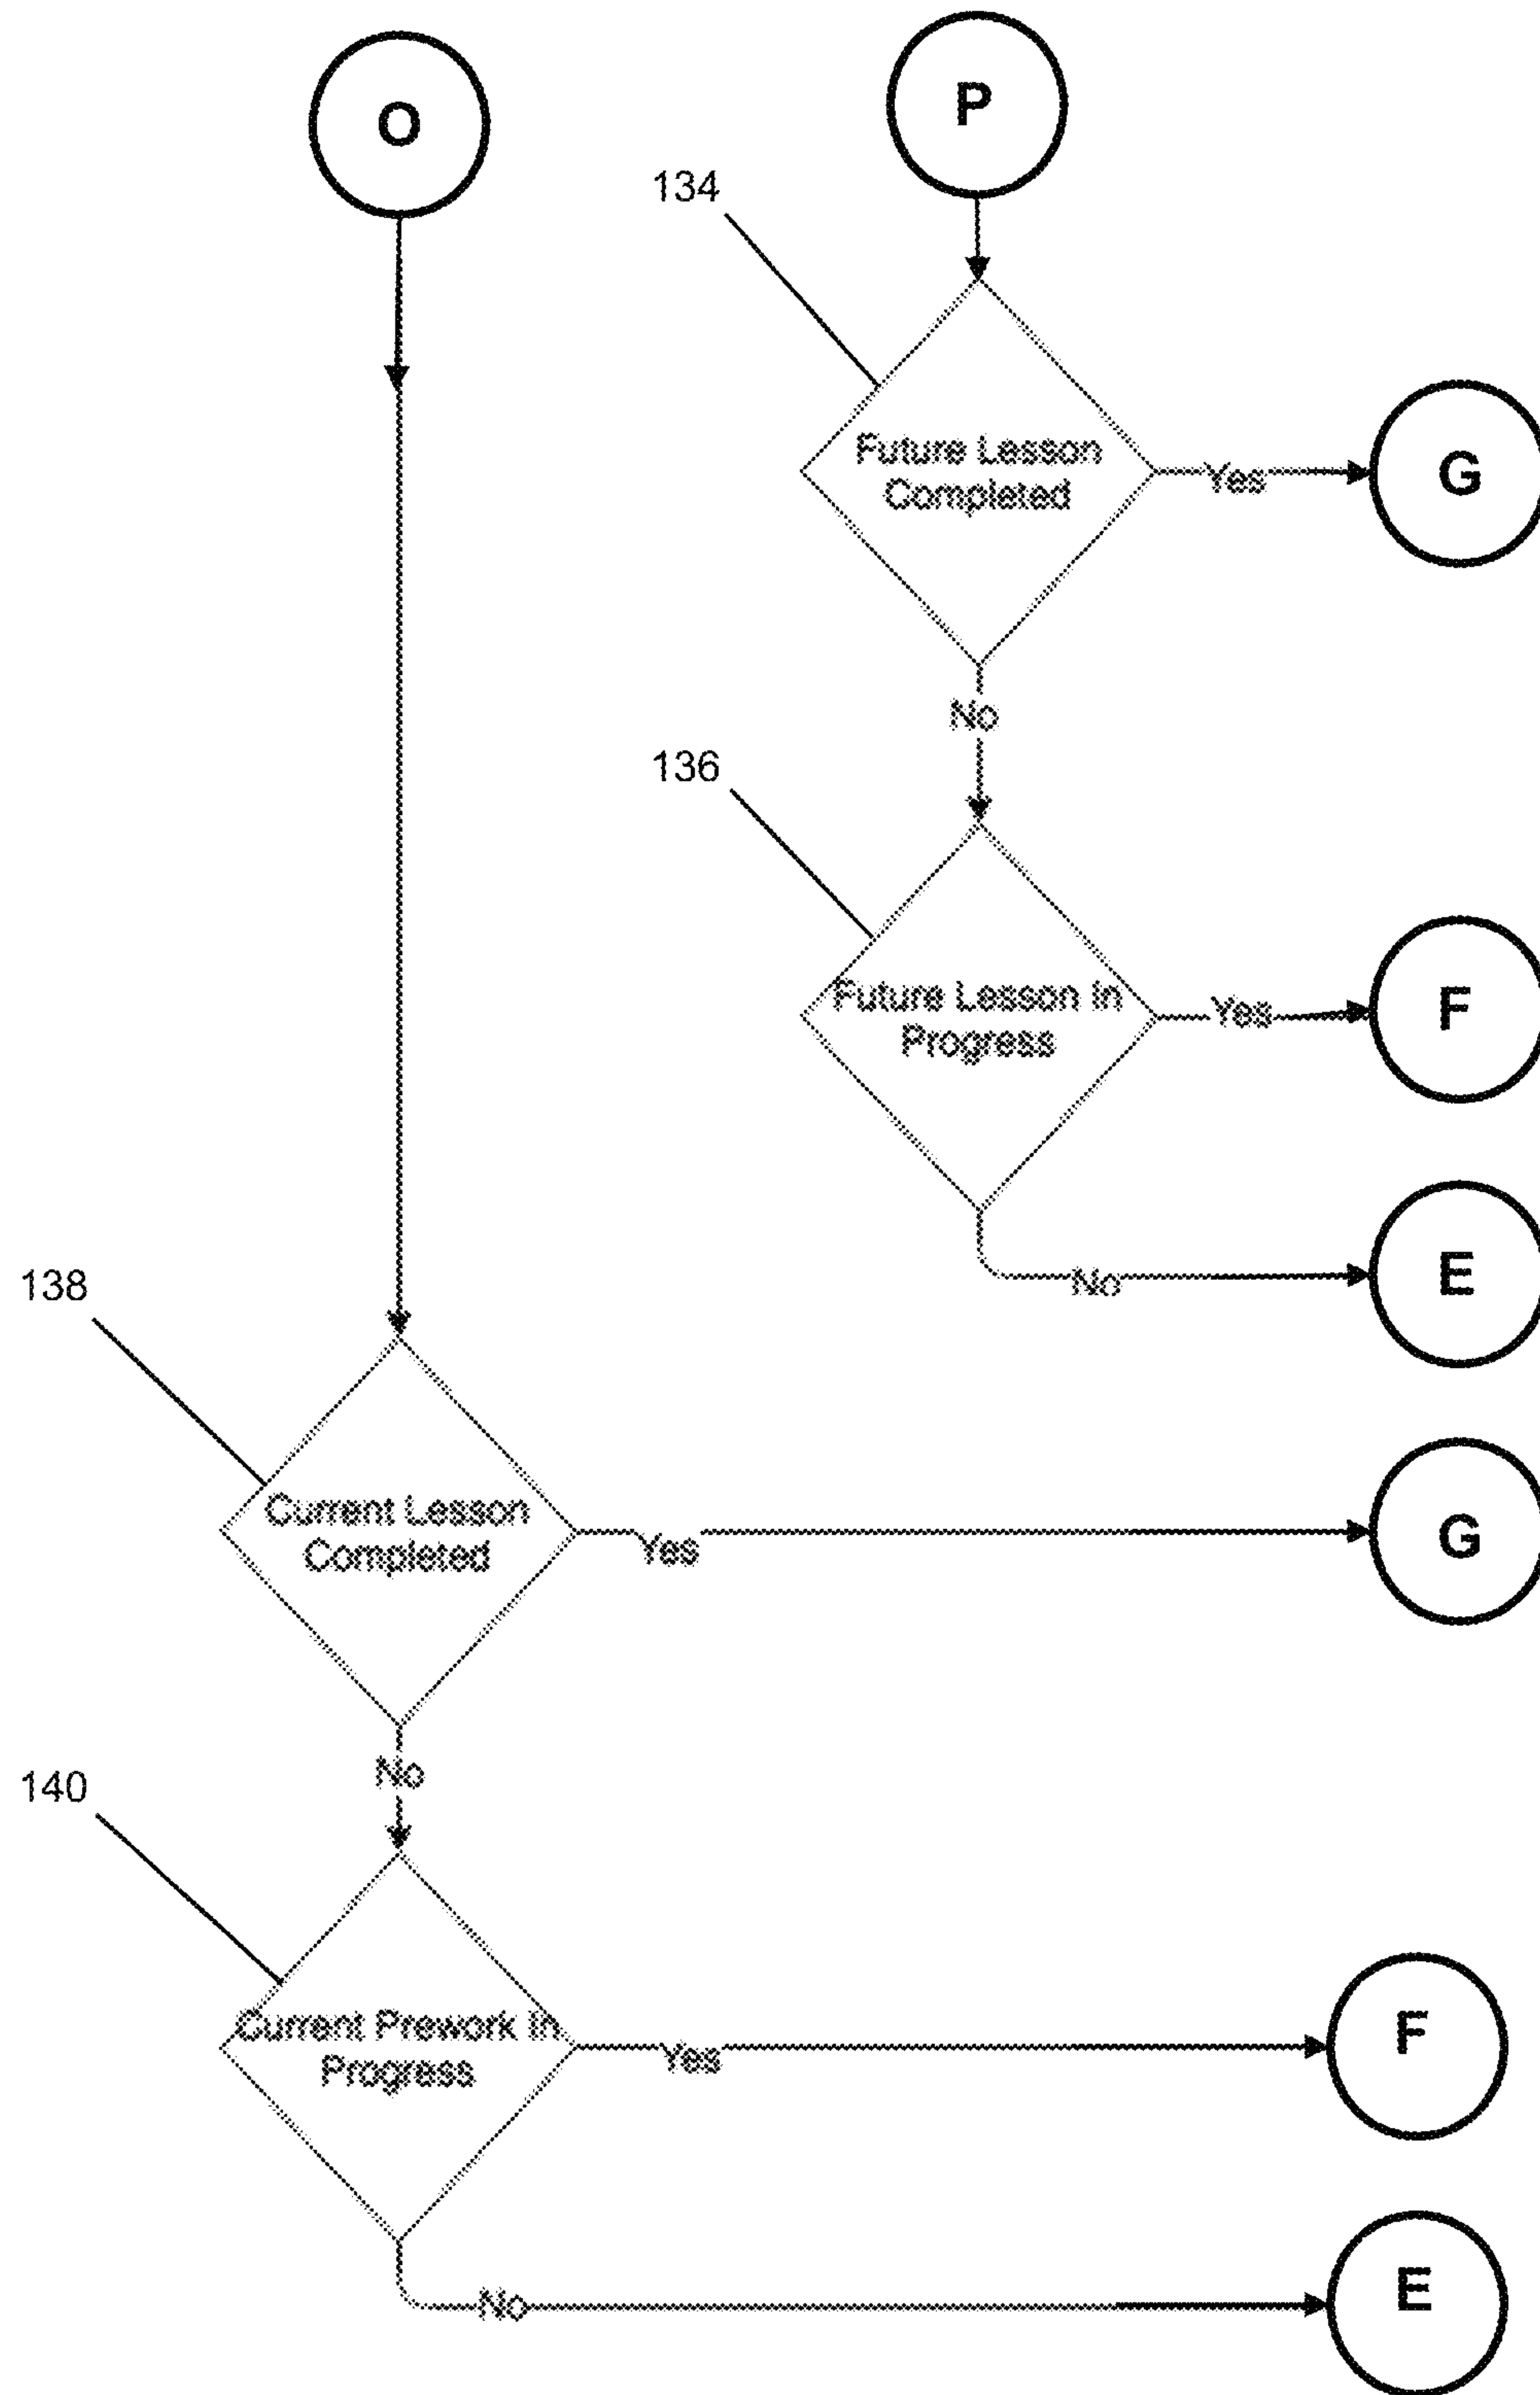 O
P
134
Future Lesson
Completed
Yes
G
No
136
Future Lesson In
Progress
Yes
F
No
E
138
Current Lesson
Completed
Yes
G
No
140
Current Prework In
Progress
Yes
F
No
E